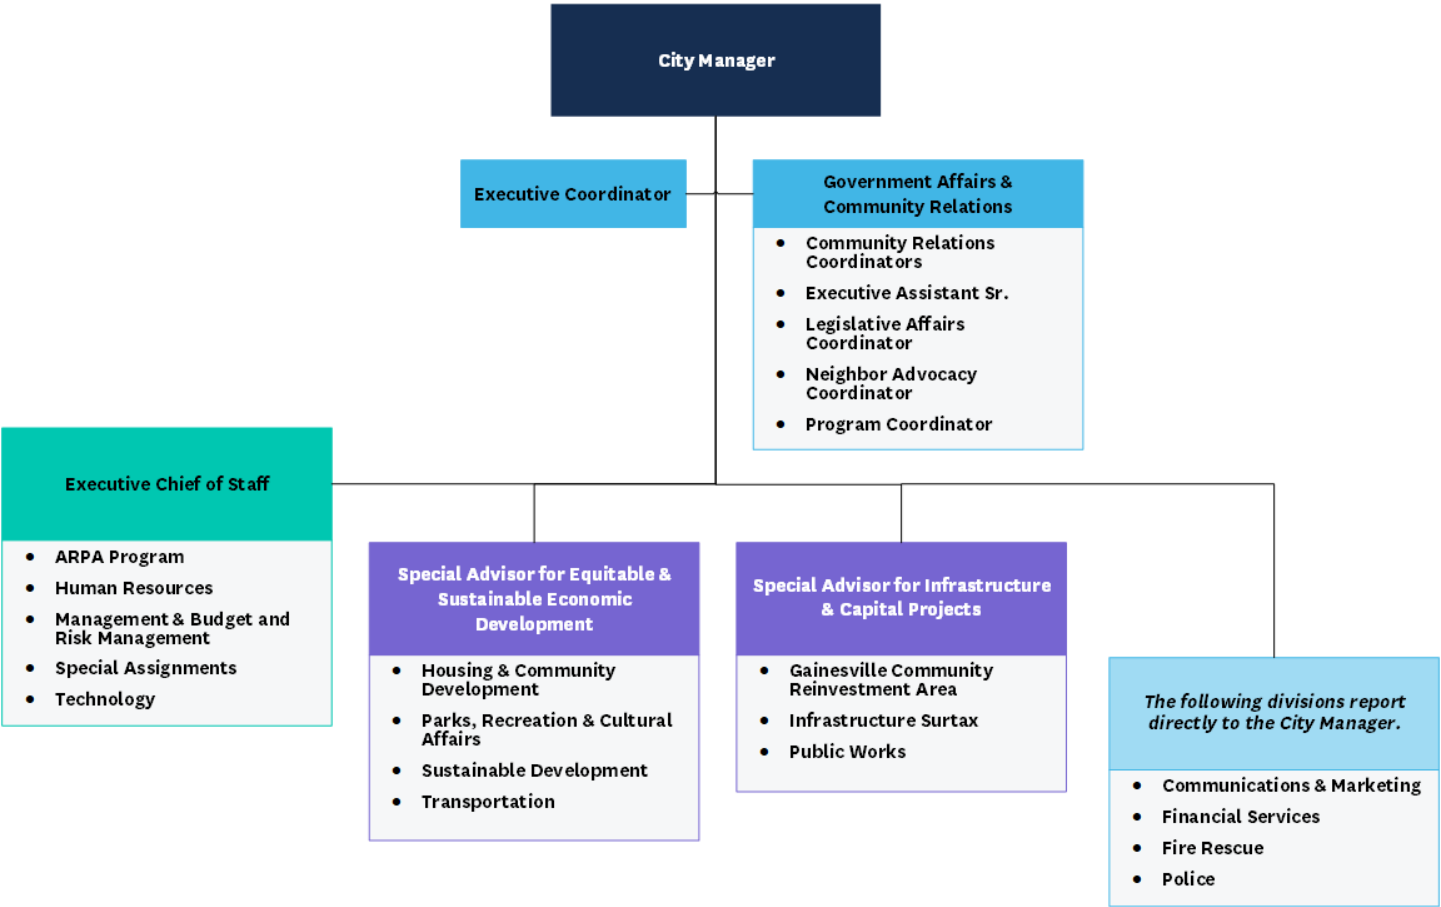 City Manager
Executive Coordinator
Government Affairs &
Community Relations
• Community Relations
Coordinators
• Executive Assistant Sr.
• Legislative Affairs
Coordinator
• Neighbor Advocacy
Coordinator
• Program Coordinator
Executive Chief of Staff
• ARPA Program
• Human Resources
• Management & Budget and
Risk Management
• Special Assignments
• Technology
Special Advisor for Equitable &
Sustainable Economic
Development
• Housing & Community
Development
• Parks, Recreation & Cultural
Affairs
• Sustainable Development
• Transportation
Special Advisor for Infrastructure
& Capital Projects
• Gainesville Community
Reinvestment Area
• Infrastructure Surtax
• Public Works
The following divisions report
directly to the City Manager.
• Communications & Marketing
• Financial Services
• Fire Rescue
• Police